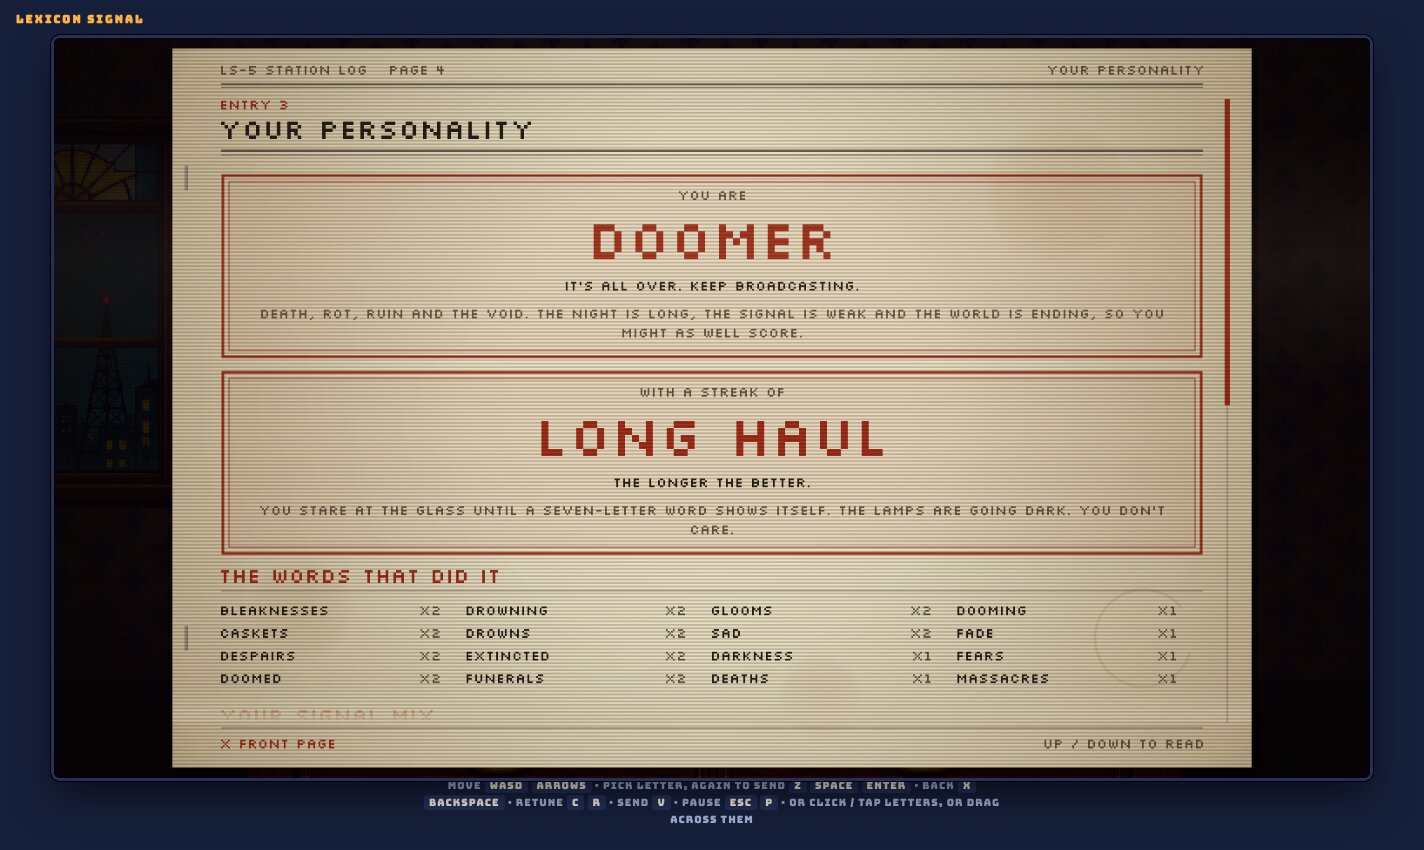 LEXICON SIGNAL
LS-5 STATION LOG PAGE 4
YOUR PERSONALITY
ENTRY 3
YOUR PERSONALITY
YOU ARE
DOOMER
IT'S ALL OVER. KEEP BROADCASTING.
DEATH, ROT, RUIN AND THE VOID. THE NIGHT IS LONG, THE SIGNAL IS WEAK AND THE WORLD IS ENDING, SO YOU
MIGHT AS WELL SCORE.
WITH A STREAK OF
LONG HAUL
THE LONGER THE BETTER.
YOU STARE AT THE GLASS UNTIL A SEVEN-LETTER WORD SHOWS ITSELF. THE LAMPS ARE GOING DARK. YOU DON'T
CARE.
THE WORDS THAT DID IT
BLEAKNESSES X2 DROWNING X2 GLOOMS X2 DOOMING X1
CASKETS X2 DROWNS X2 SAD X2 FADE X1
DESPAIRS X2 EXTINCTED X2 DARKNESS X1 FEARS X1
DOOMED X2 FUNERALS X2 DEATHS X1 MASSACRES X1
YOUR SIGNAL MIX
X FRONT PAGE
UP / DOWN TO READ
MOVE WASD ARROWS · PICK LETTER, AGAIN TO SEND Z SPACE ENTER · BACK X
BACKSPACE · RETUNE C R · SEND V · PAUSE ESC P · OR CLICK / TAP LETTERS, OR DRAG
ACROSS THEM